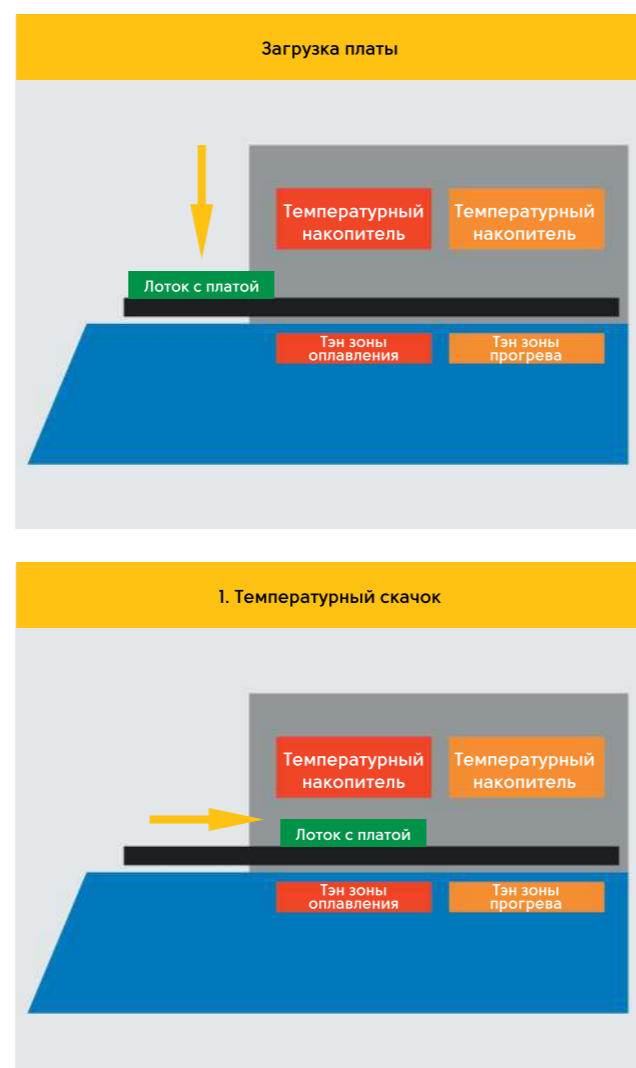 Загрузка платы
Температурный
накопитель
Температурный
накопитель
Лоток с платой
Тэн зоны
оплавления
Тэн зоны
прогрева
1. Температурный скачок
Температурный
накопитель
Температурный
накопитель
Лоток с платой
Тэн зоны
оплавления
Тэн зоны
прогрева